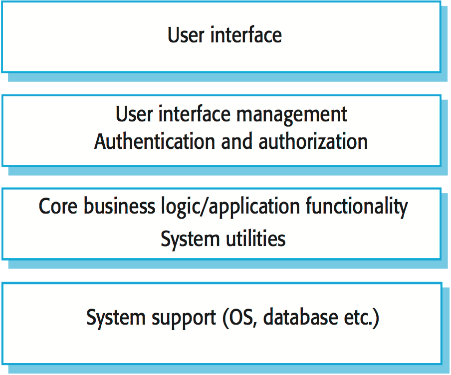 User interface
User interface management
Authentication and authorization
Core business logic/application functionality
System utilities
System support (OS, database etc.)